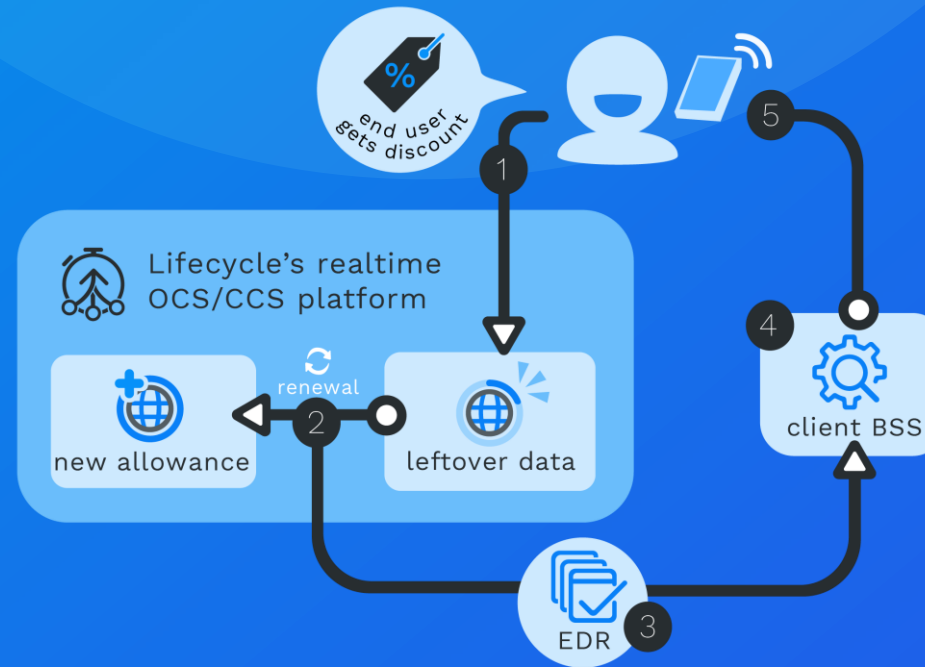 %
end user
gets discount
1
5
Lifecycle's realtime
OCS/CCS platform
4
renewal
2
new allowance
leftover data
client BSS
EDR
3